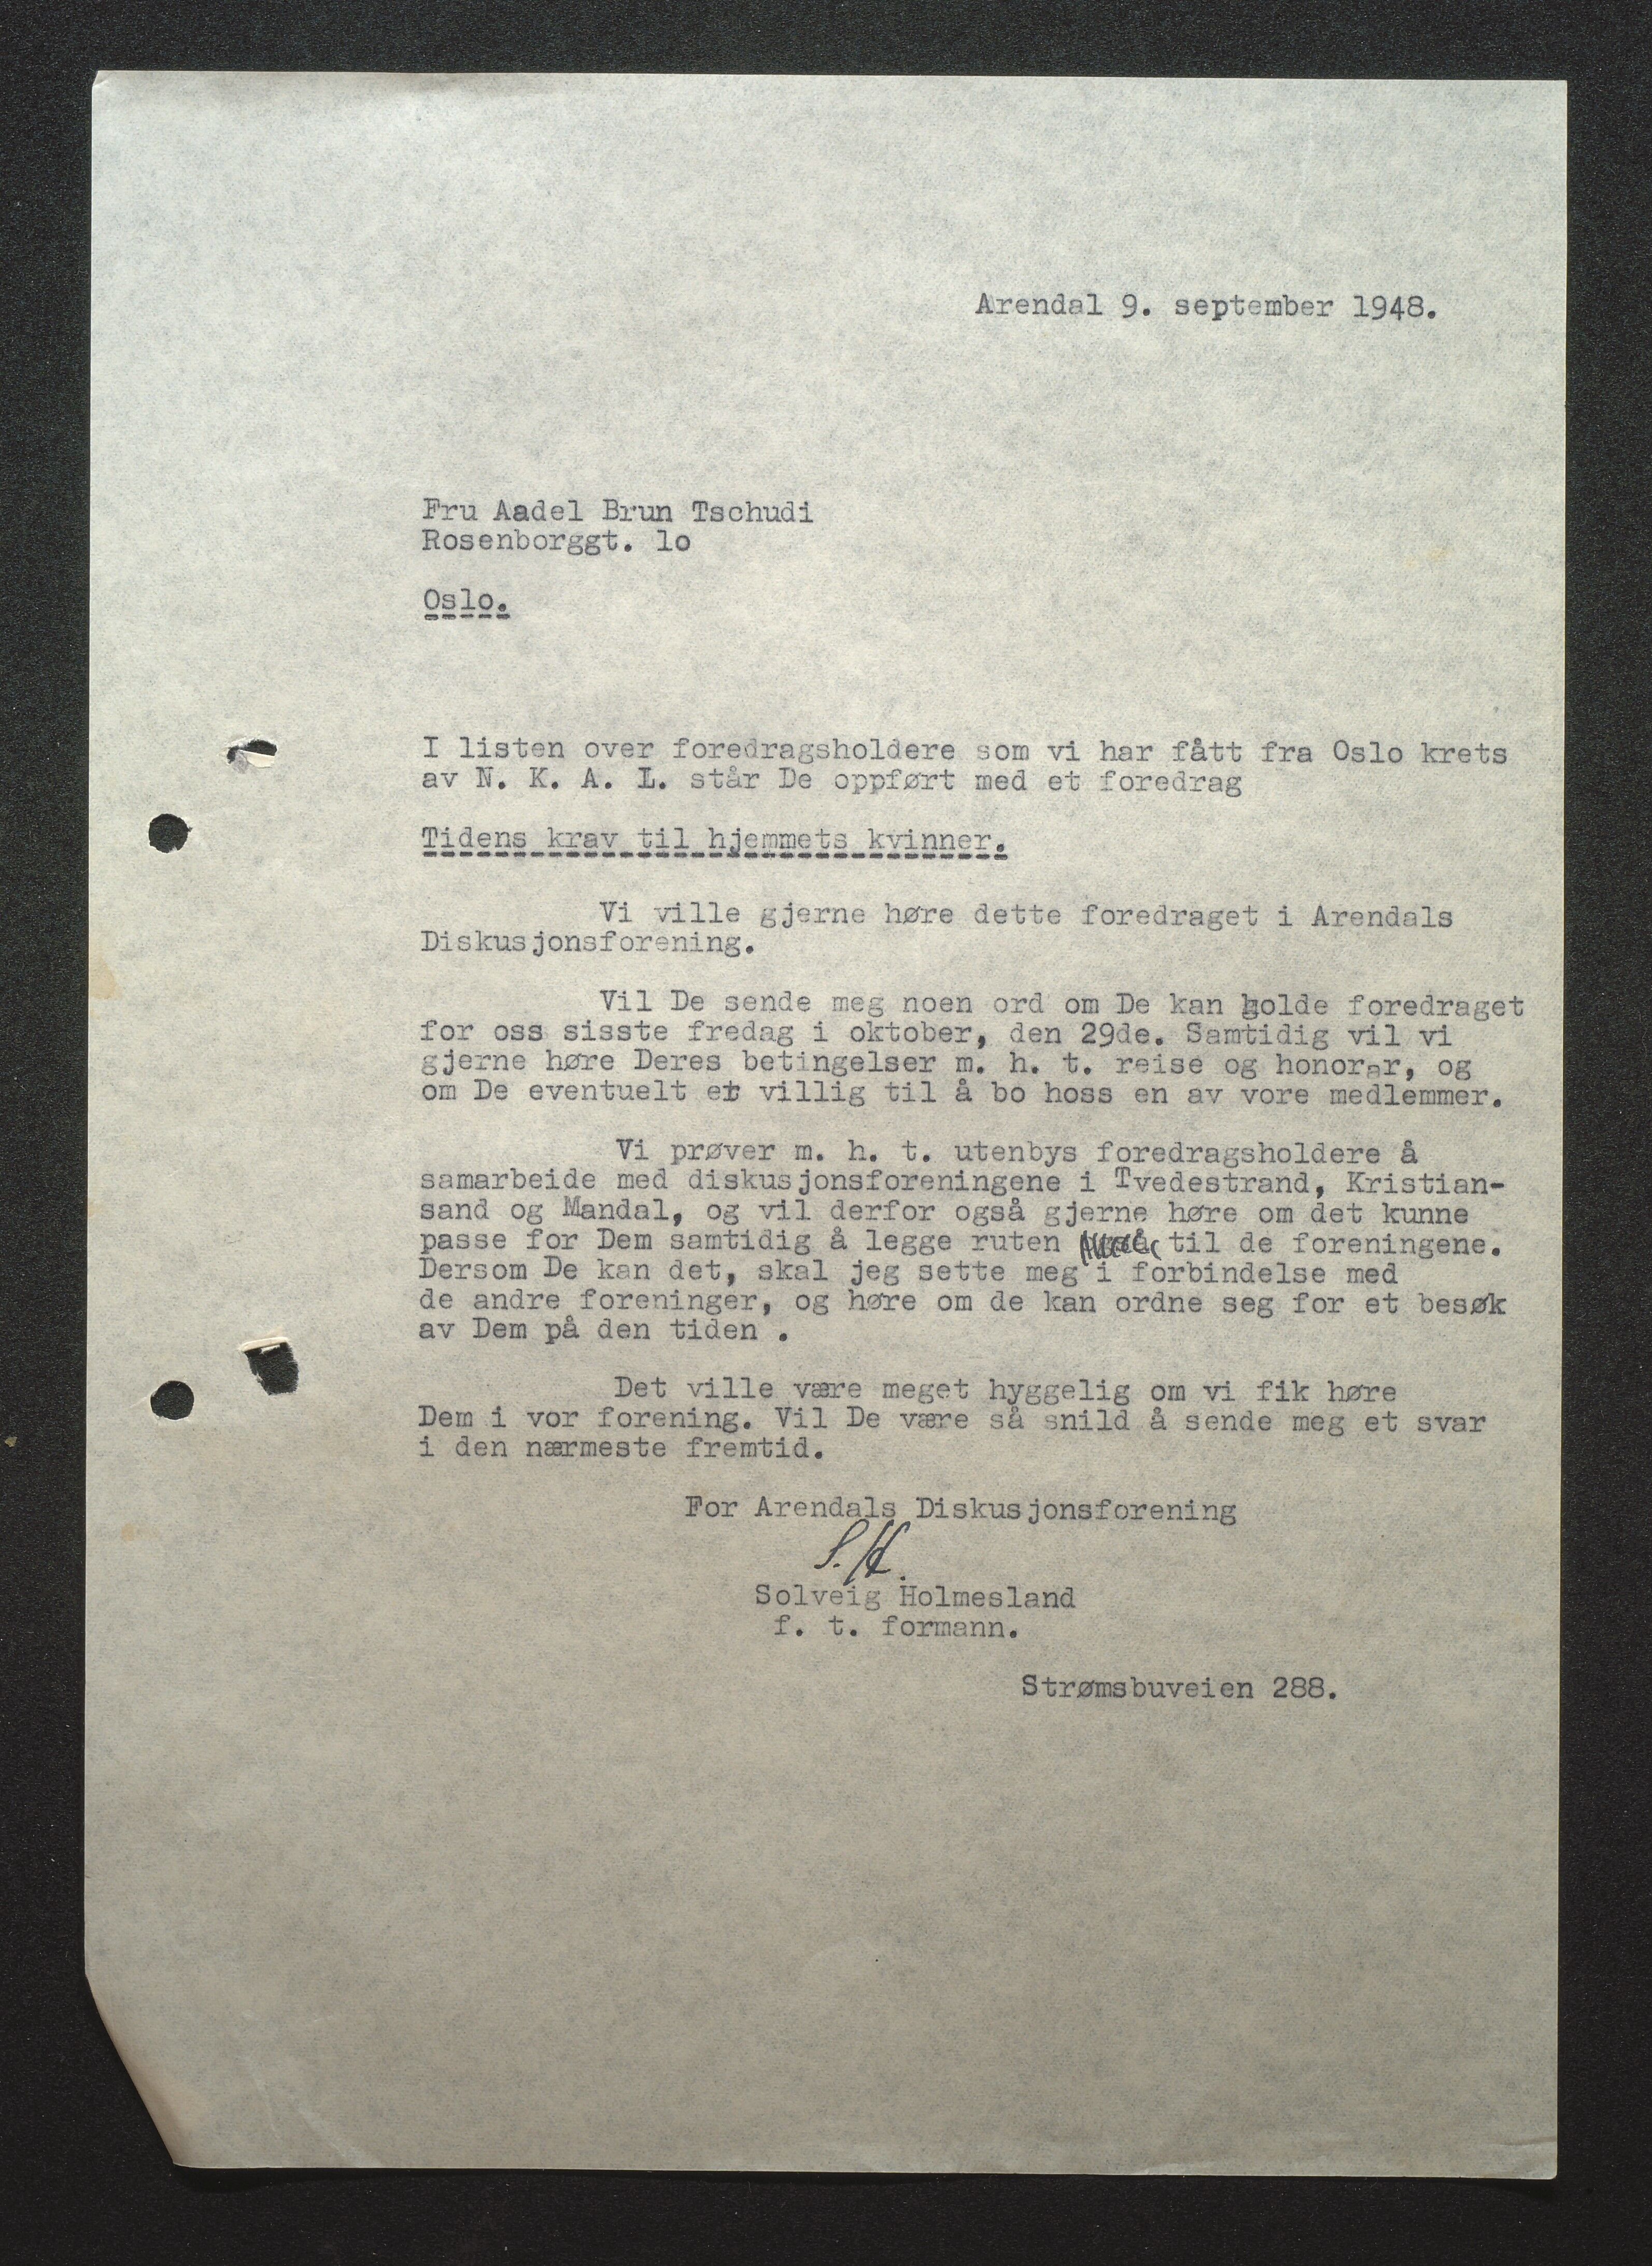 Arendal 9. september 1948.
Fru Aadel Brun Tschudi
Rosenborggt. lo
Oslo.
I listen over foredragsholdere som vi har fått fra Oslo krets
av N. K. A. L. står De oppført med et foredrag
Tidens krav til hjemmets kvinner.
Vi ville gjerne høre dette foredraget i Arendals
Diskusjonsforening.
Vil De sende meg noen ord om De kan holde foredraget
for oss sisste fredag i oktober, den 29de. Samtidig vil vi
gjerne høre Deres betingelser m. h. t. reise og honorar, og
om De eventuelt er villig til å bo hoss en av vore medlemmer.
Vi prøver m. h. t. utenbys foredragsholdere å
samarbeide med diskusjonsforeningene i Tvedestrand, Kristian-
sand og Mandal, og vil derfor også gjerne høre om det kunne
passe for Dem samtidig å legge ruten til de foreningene.
Dersom De kan det, skal jeg sette meg i forbindelse med
de andre foreninger, og høre om de kan ordne seg for et besøk
av Dem på den tiden .
Det ville være meget hyggelig om vi fik høre
Dem i vor forening. Vil De være så snild å sende meg et svar
i den nærmeste fremtid.
For Arendals Diskusjonsforening
S.H.
Solveig Holmesland
f. t. formann.
Strømsbuveien 288.